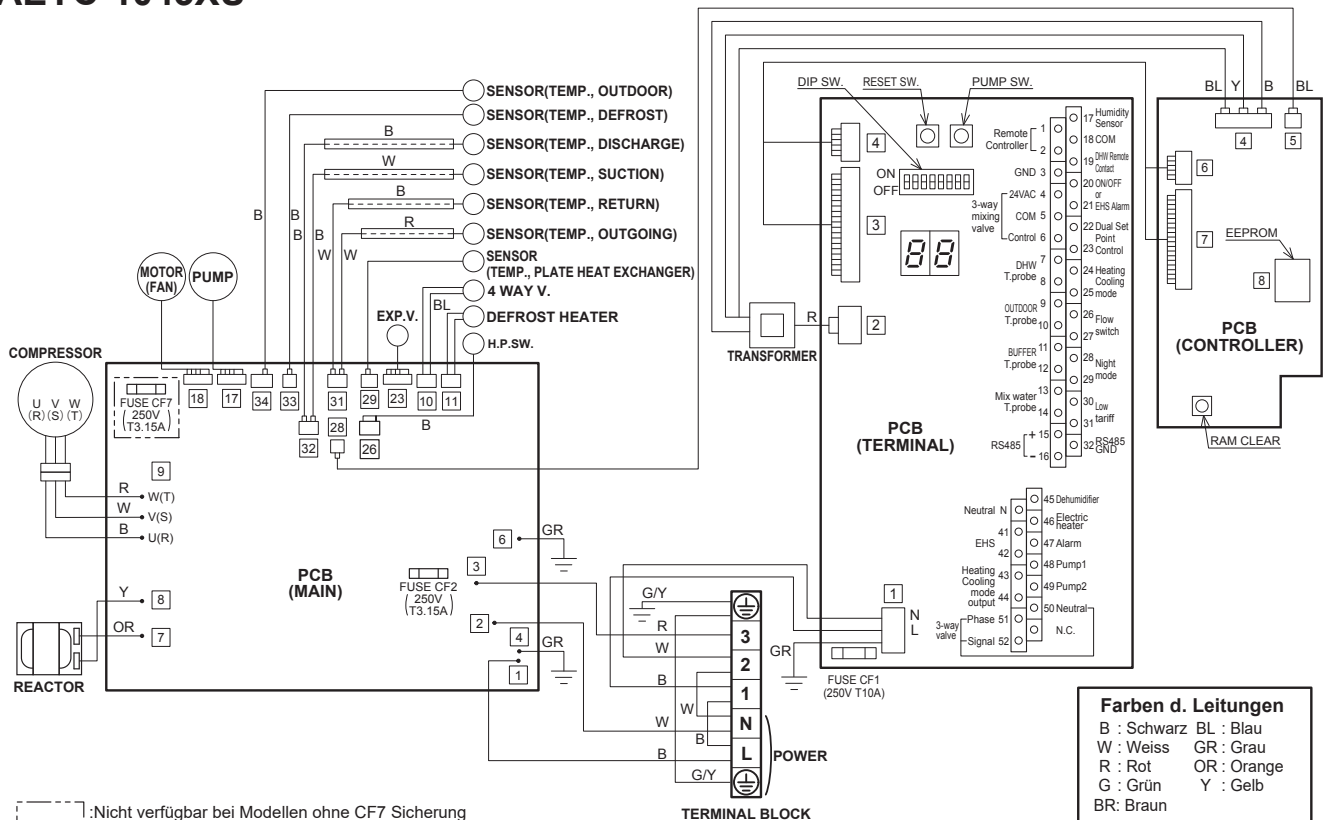 SENSOR(TEMP., OUTDOOR)
SENSOR(TEMP., DEFROST)
B
SENSOR(TEMP., DISCHARGE)
W
SENSOR(TEMP., SUCTION)
B
SENSOR(TEMP., RETURN)
R
SENSOR(TEMP., OUTGOING)
SENSOR
(TEMP., PLATE HEAT EXCHANGER)
4 WAY V.
BL
DEFROST HEATER
H.P.SW.
B
B
B
B
W
W
MOTOR
(FAN)
PUMP
EXP.V.
COMPRESSOR
U V W
(R) (S) (T)
FUSE CF7
( 250V
T3.15A )
18
17
34
33
31
29
23
10
11
32
28
26
B
9
R
W(T)
W
V(S)
B
U(R)
PCB
(MAIN)
6
GR
3
FUSE CF2
( 250V
T3.15A )
2
4
GR
1
Y
8
OR
7
REACTOR
TRANSFORMER
R
G/Y
R
W
B
W
W
B
B
G/Y
3
2
1
N
L
POWER
TERMINAL BLOCK
GR
DIP SW.
RESET SW.
PUMP SW.
4
ON
OFF
3
88
2
PCB
(TERMINAL)
1
N
L
FUSE CF1
(250V T10A)
Remote
Controller
1
2
GND 3
24VAC 4
3-way
mixing
valve
COM 5
Control 6
DHW
T.probe
7
8
OUTDOOR
T.probe
9
10
BUFFER
T.probe
11
12
Mix water
T.probe
13
14
RS485
+ 15
- 16
17 Humidity
Sensor
18 COM
19 DHW Remote
Contact
20 ON/OFF
or
21 EHS Alarm
22 Dual Set
Point
23 Control
24 Heating
Cooling
25 mode
26 Flow
switch
27
28 Night
mode
29
30 Low
tariff
31
32 RS485
GND
Neutral N
EHS
41
42
Heating
Cooling
mode
output
43
44
3-way
valve
Phase 51
Signal 52
45 Dehumidifier
46 Electric
heater
47 Alarm
48 Pump1
49 Pump2
50 Neutral
N.C.
BL Y B BL
4
5
6
7
EEPROM
8
PCB
(CONTROLLER)
RAM CLEAR
Farben d. Leitungen
B : Schwarz BL : Blau
W : Weiss GR : Grau
R : Rot OR : Orange
G : Grün Y : Gelb
BR: Braun
:Nicht verfügbar bei Modellen ohne CF7 Sicherung